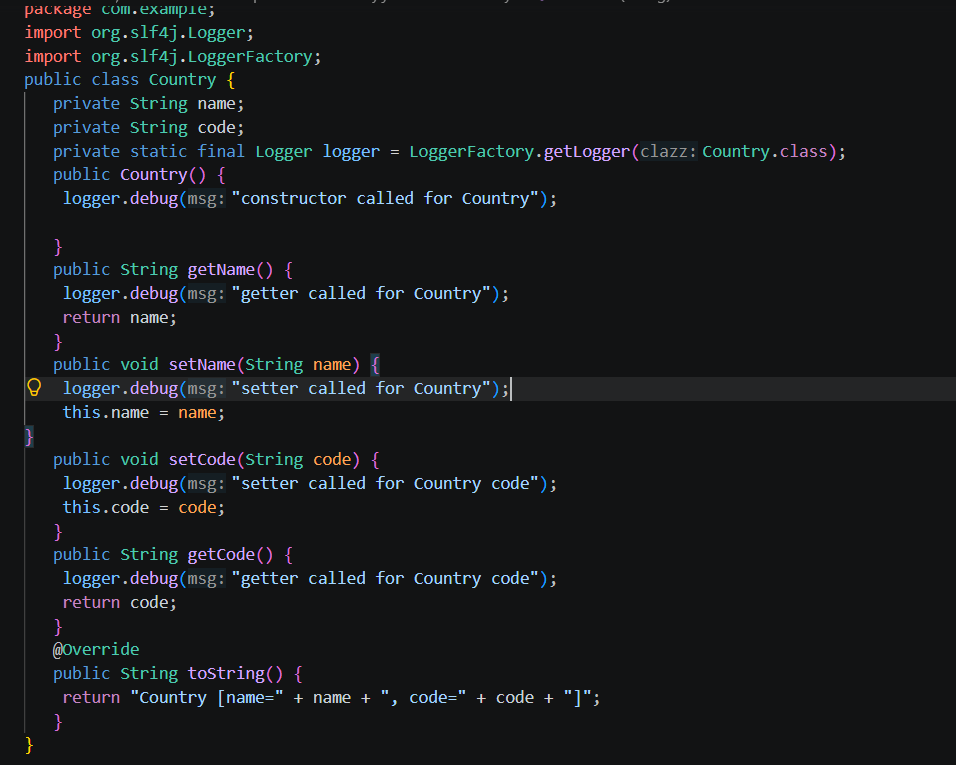 package com.example;
import org.slf4j.Logger;
import org.slf4j.LoggerFactory;
public class Country {
private String name;
private String code;
private static final Logger logger = LoggerFactory.getLogger(clazz: Country.class);
public Country() {
logger.debug(msg: "constructor called for Country");
}
public String getName() {
logger.debug(msg: "getter called for Country");
return name;
}
public void setName(String name) {
logger.debug(msg: "setter called for Country");
this.name = name;
}
public void setCode(String code) {
logger.debug(msg: "setter called for Country code");
this.code = code;
}
public String getCode() {
logger.debug(msg: "getter called for Country code");
return code;
}
@Override
public String toString() {
return "Country [name=" + name + ", code=" + code + "]";
}
}